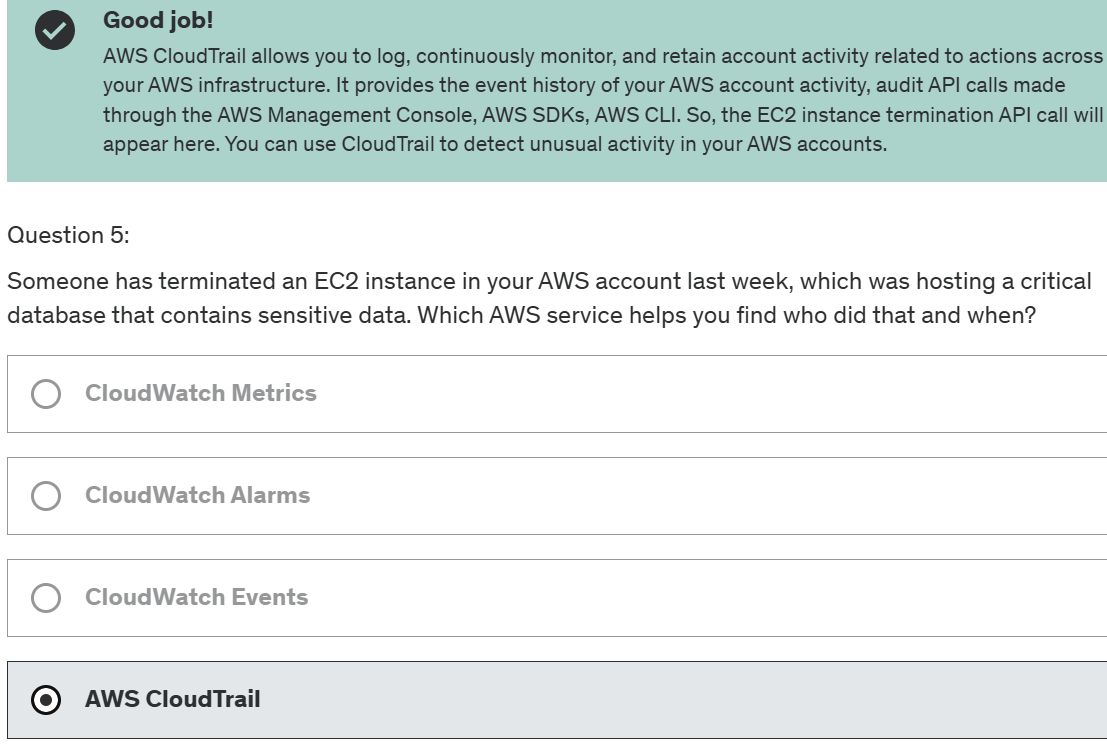 Good job!
AWS CloudTrail allows you to log, continuously monitor, and retain account activity related to actions across
your AWS infrastructure. It provides the event history of your AWS account activity, audit API calls made
through the AWS Management Console, AWS SDKs, AWS CLI. So, the EC2 instance termination API call will
appear here. You can use CloudTrail to detect unusual activity in your AWS accounts.
Question 5:
Someone has terminated an EC2 instance in your AWS account last week, which was hosting a critical
database that contains sensitive data. Which AWS service helps you find who did that and when?
CloudWatch Metrics
CloudWatch Alarms
CloudWatch Events
AWS CloudTrail